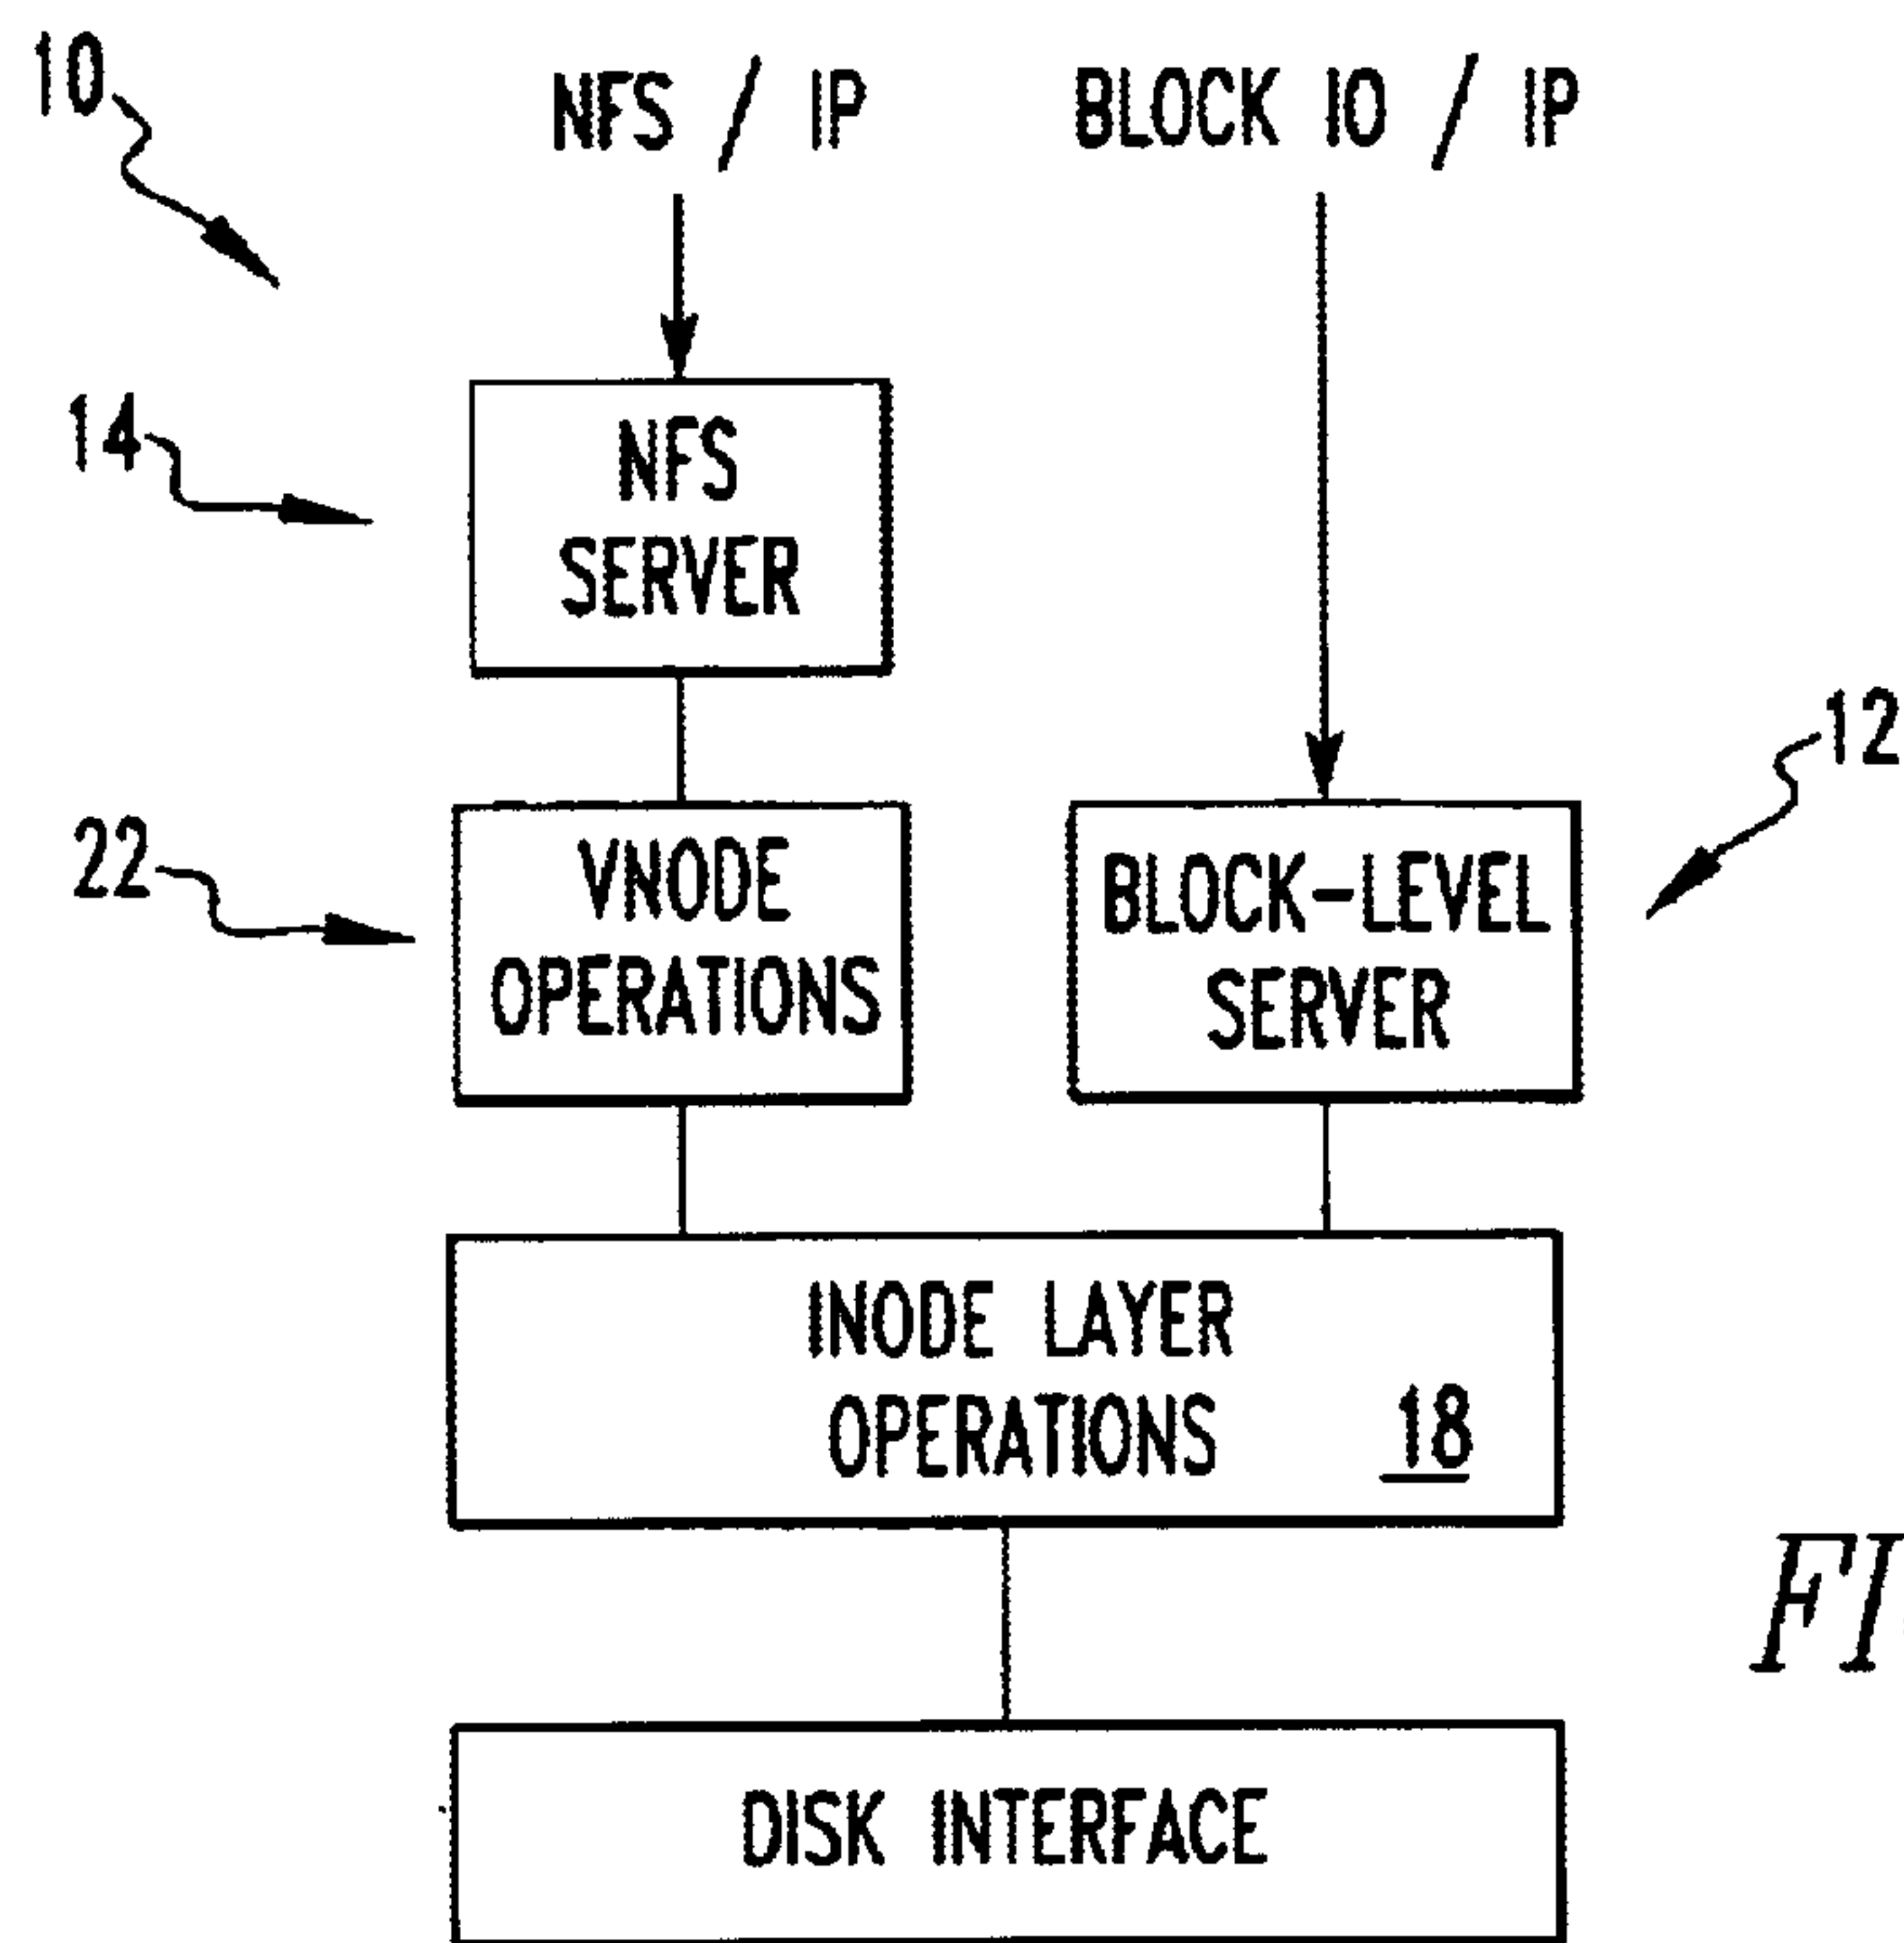 10
NFS / IP
BLOCK IO / IP
14
NFS
SERVER
12
22
VNODE
OPERATIONS
BLOCK-LEVEL
SERVER
INODE LAYER
OPERATIONS 18
DISK INTERFACE